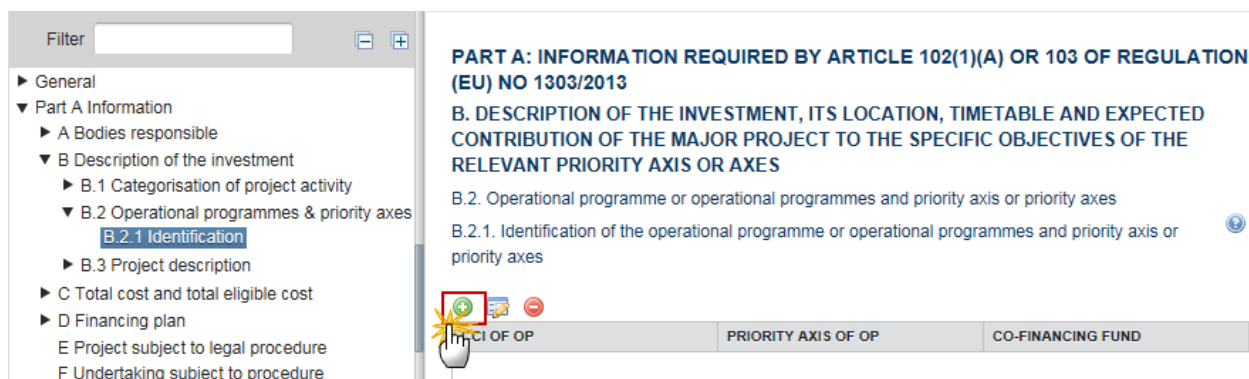 Filter
General
Part A Information
A Bodies responsible
B Description of the investment
B.1 Categorisation of project activity
B.2 Operational programmes & priority axes
B.2.1 Identification
B.3 Project description
C Total cost and total eligible cost
D Financing plan
E Project subject to legal procedure
F Undertaking subject to procedure
PART A: INFORMATION REQUIRED BY ARTICLE 102(1)(A) OR 103 OF REGULATION
(EU) NO 1303/2013
B. DESCRIPTION OF THE INVESTMENT, ITS LOCATION, TIMETABLE AND EXPECTED
CONTRIBUTION OF THE MAJOR PROJECT TO THE SPECIFIC OBJECTIVES OF THE
RELEVANT PRIORITY AXIS OR AXES
B.2. Operational programme or operational programmes and priority axis or priority axes
B.2.1. Identification of the operational programme or operational programmes and priority axis or
priority axes
OF OP PRIORITY AXIS OF OP CO-FINANCING FUND